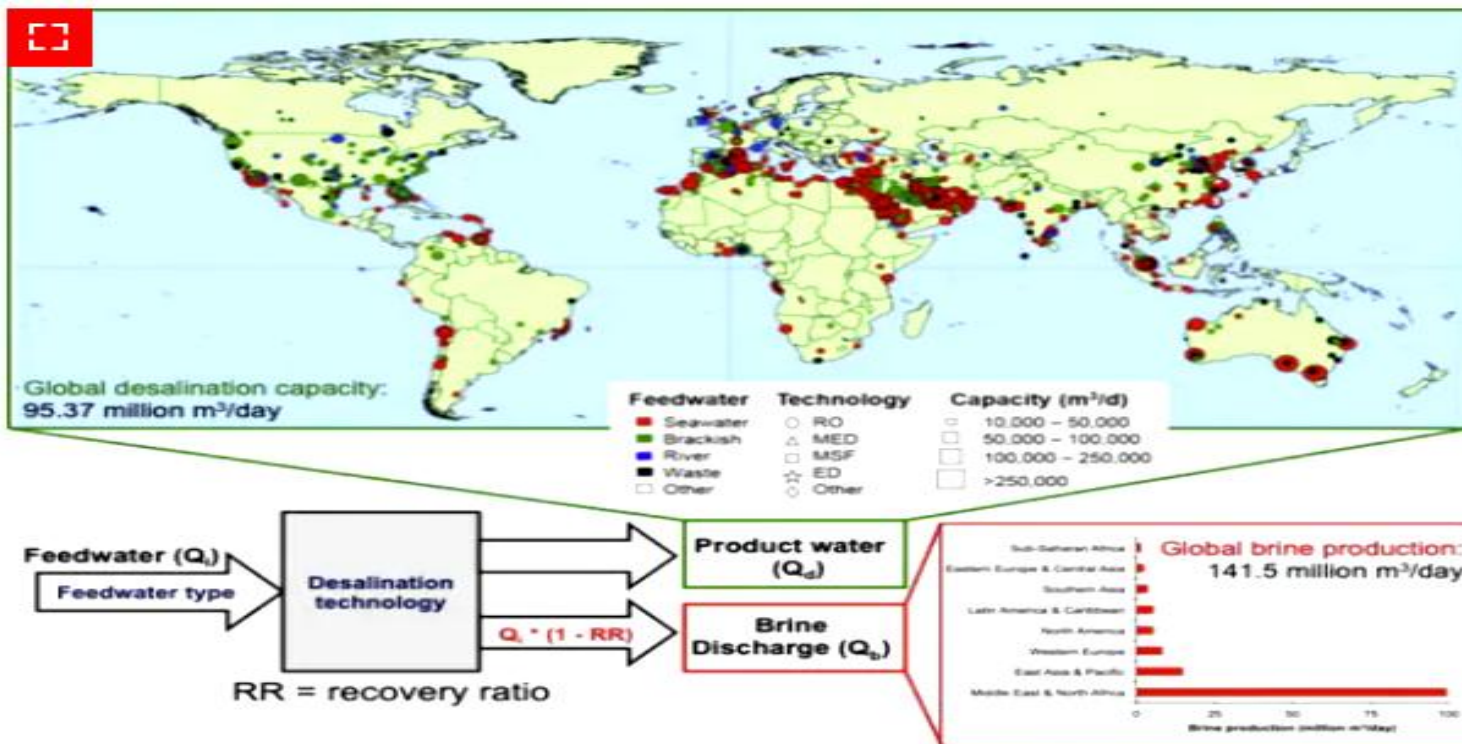 Global desalination capacity:
95.37 million m³/day
Feedwater
Seawater
Brackish
River
Waste
Other
Technology
RO
MED
MSF
ED
Other
Capacity (m³/d)
10,000 – 50,000
50,000 – 100,000
100,000 – 250,000
>250,000
Feedwater (Qᵢ)
Feedwater type
Desalination
technology
RR = recovery ratio
Qᵢ * (1 - RR)
Product water
(Q_d)
Brine
Discharge (Q_b)
Global brine production:
141.5 million m³/day
Sub-Saharan Africa
Eastern Europe & Central Asia
Southern Asia
Latin America & Caribbean
North America
Western Europe
East Asia & Pacific
Middle East & North Africa
0 25 50 75 100
Brine production (million m³/day)